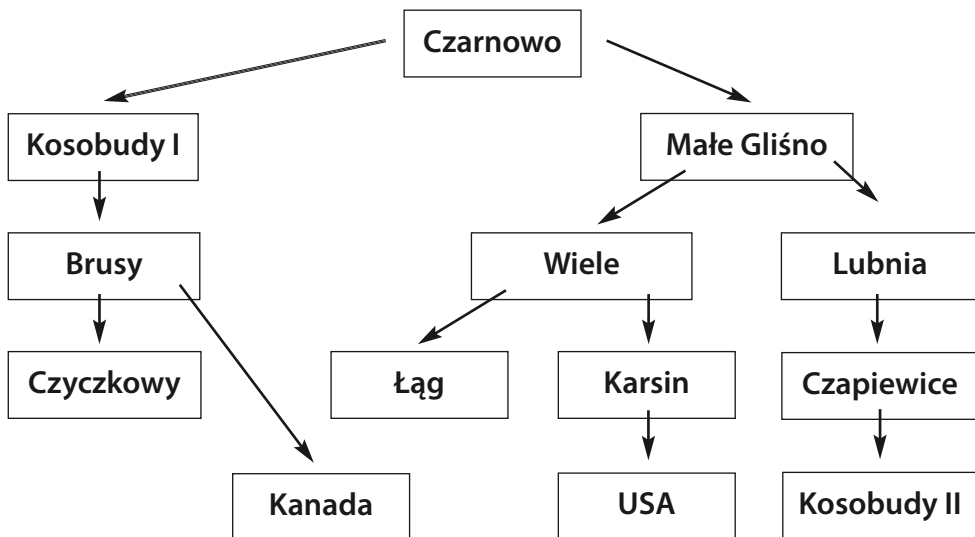 Czarnowo
Kosobudy I
Małe Gliśno
Brusy
Wiele
Lubnia
Czyczkowy
Łąg
Karsin
Czapiewice
Kanada
USA
Kosobudy II